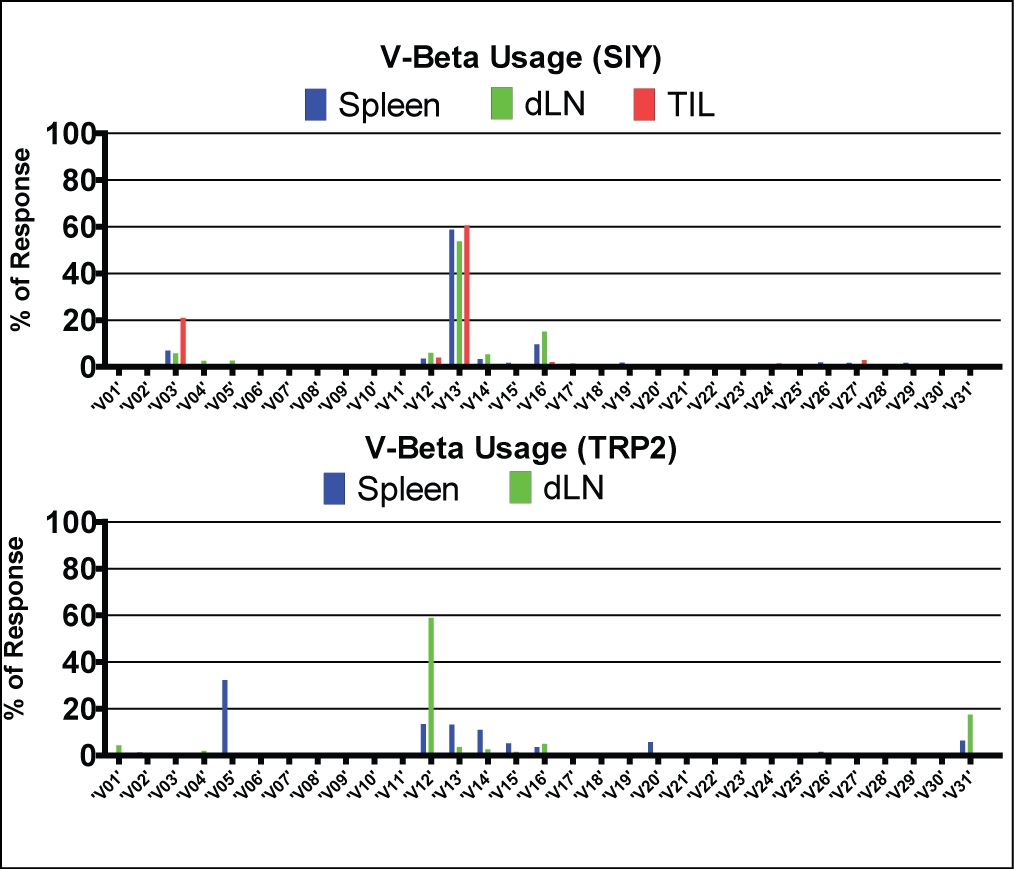 V-Beta Usage (SIY)
Spleen dLN TIL
% of Response
100
80
60
40
20
0
'V01' 'V02' 'V03' 'V04' 'V05' 'V06' 'V07' 'V08' 'V09' 'V10' 'V11' 'V12' 'V13' 'V14' 'V15' 'V16' 'V17' 'V18' 'V19' 'V20' 'V21' 'V22' 'V23' 'V24' 'V25' 'V26' 'V27' 'V28' 'V29' 'V30' 'V31'
V-Beta Usage (TRP2)
Spleen dLN
% of Response
100
80
60
40
20
0
'V01' 'V02' 'V03' 'V04' 'V05' 'V06' 'V07' 'V08' 'V09' 'V10' 'V11' 'V12' 'V13' 'V14' 'V15' 'V16' 'V17' 'V18' 'V19' 'V20' 'V21' 'V22' 'V23' 'V24' 'V25' 'V26' 'V27' 'V28' 'V29' 'V30' 'V31'